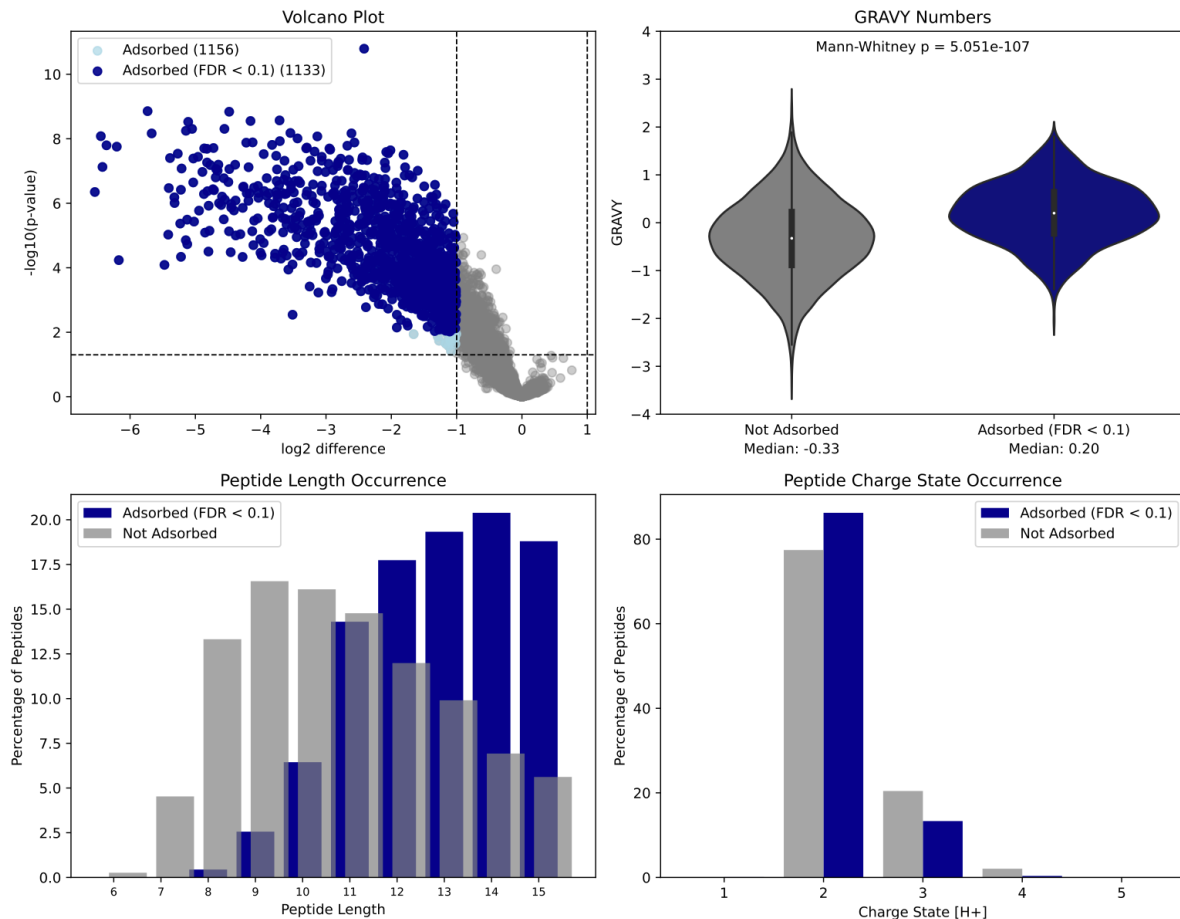 Volcano Plot
Adsorbed (1156)
Adsorbed (FDR < 0.1) (1133)
10
8
6
4
2
0
-log10(p-value)
−6
−5
−4
−3
−2
−1
0
1
log2 difference
GRAVY Numbers
Mann-Whitney p = 5.051e-107
4
3
2
1
0
−1
−2
−3
−4
GRAVY
Not Adsorbed
Median: -0.33
Adsorbed (FDR < 0.1)
Median: 0.20
Peptide Length Occurrence
Adsorbed (FDR < 0.1)
Not Adsorbed
20.0
17.5
15.0
12.5
10.0
7.5
5.0
2.5
0.0
Percentage of Peptides
6
7
8
9
10
11
12
13
14
15
Peptide Length
Peptide Charge State Occurrence
Adsorbed (FDR < 0.1)
Not Adsorbed
80
60
40
20
0
Percentage of Peptides
1
2
3
4
5
Charge State [H+]